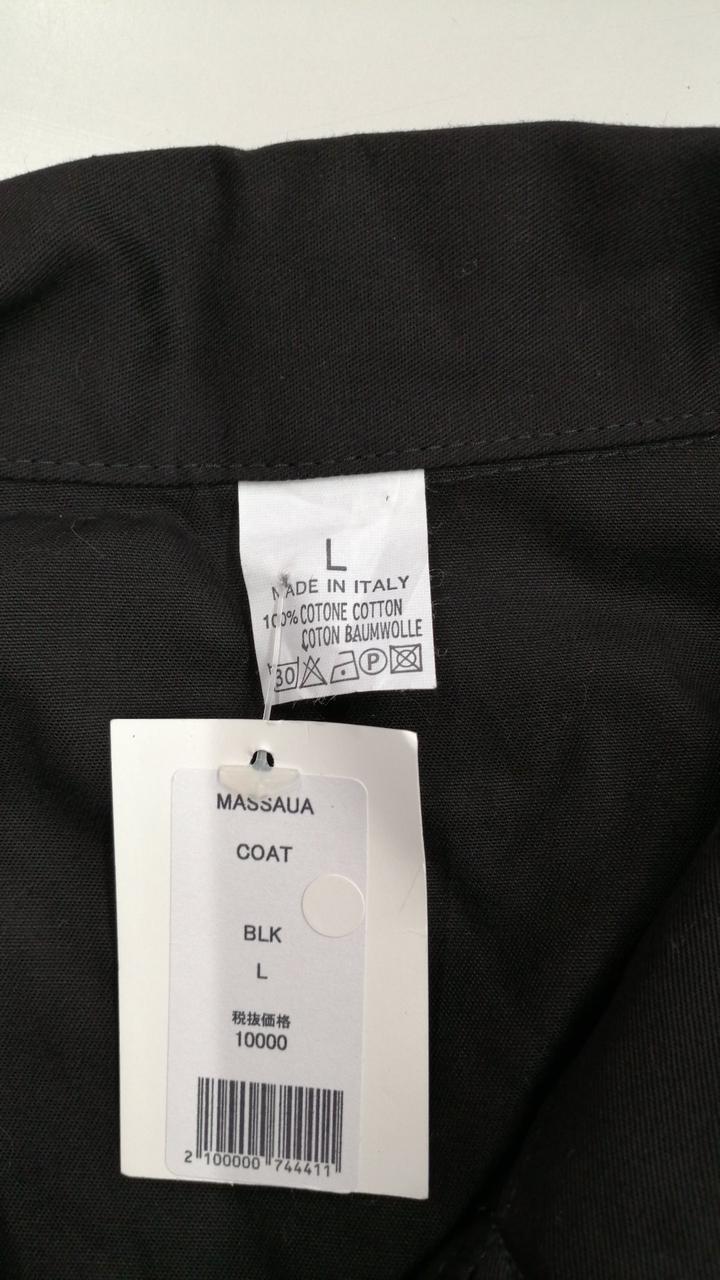 L
MADE IN ITALY
100% COTONE COTTON
COTON BAUMWOLLE
30 P
MASSAUA
COAT
BLK
L
税抜価格
10000
2 100000 744411